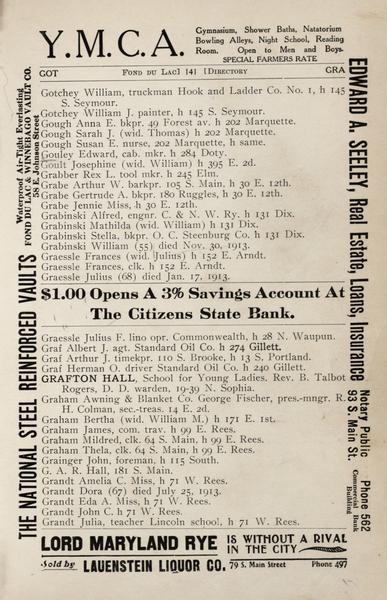 Y. M. C. A.
Gymnasium, Shower Baths, Natatorium
Bowling Alleys, Night School, Reading
Room. Open to Men and Boys.
SPECIAL FARMERS RATE
GOT FOND DU LAC] 141 [DIRECTORY GRA
Gotchey William, truckman Hook and Ladder Co. No. 1, h 145
S. Seymour.
Gotchey William J. painter, h 145 S. Seymour.
Gough Anna E. bkpr. 49 Forest av. h 202 Marquette.
Gough Sarah J. (wid. Thomas) h 202 Marquette.
Gough Susan E. nurse, 202 Marquette, h same.
Gouley Edward, cab. mkr. h 284 Doty.
Goult Josephine (wid. William) h 395 E. 2d.
Grabber Rex L. tool mkr. h 245 Elm.
Grabe Arthur W. barkpr. 105 S. Main, h 30 E. 12th.
Grabe Gertrude A. bkpr. 180 Ruggles, h 30 E. 12th.
Grabe Jennie Miss, h 30 E. 12th.
Grabinski Alfred, engnr. C. & N. W. Ry. h 131 Dix.
Grabinski Mathilda (wid. William) h 131 Dix.
Grabinski Stella, bkpr. O. C. Steenburg Co. h 131 Dix.
Grabinski William (55) died Nov. 30, 1913.
Graessle Frances (wid. Julius) h 152 E. Arndt.
Graessle Frances, clk. h 152 E. Arndt.
Graessle Julius (68) died Jan. 17, 1913.
$1.00 Opens A 3% Savings Account At
The Citizens State Bank.
Graessle Julius F. lino opr. Commonwealth, h 28 N. Waupun.
Graf Albert J. agt. Standard Oil Co. h 274 Gillett.
Graf Arthur J. timekpr. 110 S. Brooke, h 13 S. Portland.
Graf Herman O. driver Standard Oil Co. h 240 Gillett.
GRAFTON HALL, School for Young Ladies. Rev. B. Talbot
Rogers, D. D. warden, 19-39 N. Sophia.
Graham Awning & Blanket Co. George Fischer, pres.-mngr. R.
H. Colman, sec.-treas. 14 E. 2d.
Graham Bertha (wid. William M.) h 171 E. 1st.
Graham James, com. trav. h 99 E. Rees.
Graham Mildred, clk. 64 S. Main, h 99 E. Rees.
Graham Thela, clk. 64 S. Main, h 99 E. Rees.
Grainger John, foreman, h 115 South.
G. A. R. Hall, 181 S. Main.
Grandt Amelia C. Miss, h 71 W. Rees.
Grandt Dora (67) died July 25, 1913.
Grandt Eda A. Miss, h 71 W. Rees.
Grandt John C. h 71 W. Rees.
Grandt Julia, teacher Lincoln school, h 71 W. Rees.
LORD MARYLAND RYE IS WITHOUT A RIVAL
IN THE CITY
Sold by LAUENSTEIN LIQUOR CO. 79 S. Main Street Phone 497
THE NATIONAL STEEL REINFORCED VAULTS
Waterproof Air-Tight Everlasting
FOND DU LAC & WINNEBAGO VAULT CO.
158 E. Johnson Street
EDWARD A. SEELEY, Real Estate, Loans, Insurance
Notary Public Phone 562
93 S. Main St. Commercial Bank
Building